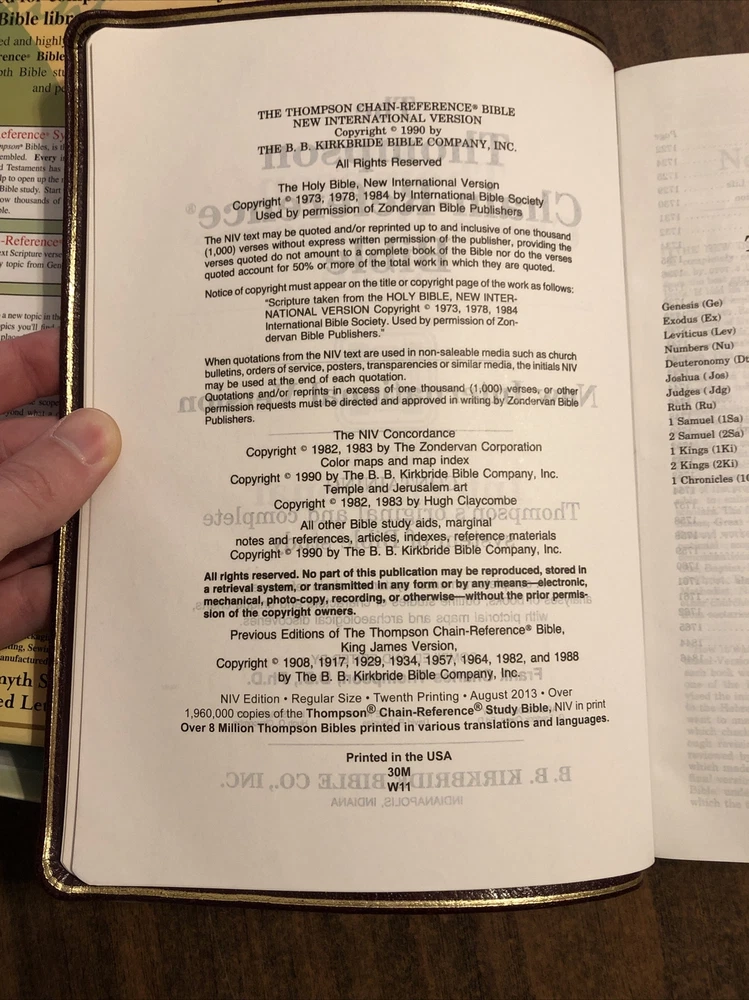 THE THOMPSON CHAIN-REFERENCE® BIBLE
NEW INTERNATIONAL VERSION
Copyright © 1990 by
THE B. B. KIRKBRIDE BIBLE COMPANY, INC.
All Rights Reserved
The Holy Bible, New International Version
Copyright © 1973, 1978, 1984 by International Bible Society
Used by permission of Zondervan Bible Publishers
The NIV text may be quoted and/or reprinted up to and inclusive of one thousand
(1,000) verses without express written permission of the publisher, providing the
verses quoted do not amount to a complete book of the Bible nor do the verses
quoted account for 50% or more of the total work in which they are quoted.
Notice of copyright must appear on the title or copyright page of the work as follows:
"Scripture taken from the HOLY BIBLE, NEW INTER-
NATIONAL VERSION Copyright © 1973, 1978, 1984
International Bible Society. Used by permission of Zon-
dervan Bible Publishers."
When quotations from the NIV text are used in non-saleable media such as church
bulletins, orders of service, posters, transparencies or similar media, the initials NIV
may be used at the end of each quotation.
Quotations and/or reprints in excess of one thousand (1,000) verses, or other
permission requests must be directed and approved in writing by Zondervan Bible
Publishers.
The NIV Concordance
Copyright © 1982, 1983 by The Zondervan Corporation
Color maps and map index
Copyright © 1990 by The B. B. Kirkbride Bible Company, Inc.
Temple and Jerusalem art
Copyright © 1982, 1983 by Hugh Claycombe
All other Bible study aids, marginal
notes and references, articles, indexes, reference materials
Copyright © 1990 by The B. B. Kirkbride Bible Company, Inc.
All rights reserved. No part of this publication may be reproduced, stored in
a retrieval system, or transmitted in any form or by any means—electronic,
mechanical, photo-copy, recording, or otherwise—without the prior permis-
sion of the copyright owners.
Previous Editions of The Thompson Chain-Reference® Bible,
King James Version,
Copyright © 1908, 1917, 1929, 1934, 1957, 1964, 1982, and 1988
by The B. B. Kirkbride Bible Company, Inc.
NIV Edition • Regular Size • Twenth Printing • August 2013 • Over
1,960,000 copies of the Thompson® Chain-Reference® Study Bible, NIV in print
Over 8 Million Thompson Bibles printed in various translations and languages.
Printed in the USA
30M
W11
Genesis (Ge)
Exodus (Ex)
Leviticus (Lev)
Numbers (Nu)
Deuteronomy (Dt
Joshua (Jos)
Judges (Jdg)
Ruth (Ru)
1 Samuel (1Sa)
2 Samuel (2Sa)
1 Kings (1Ki)
2 Kings (2Ki)
1 Chronicles (1C